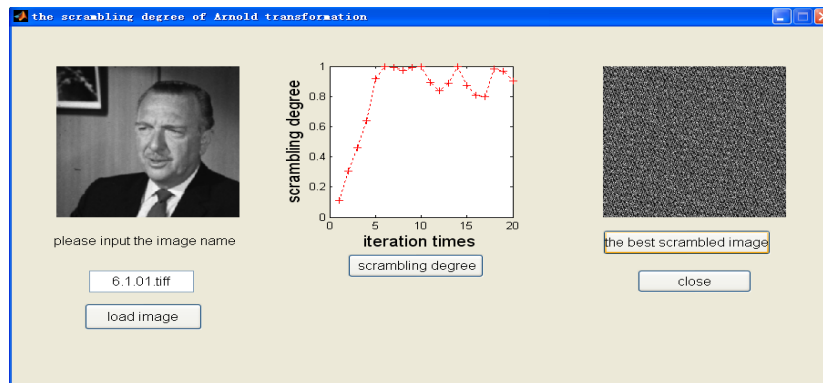 the scrambling degree of Arnold transformation
please input the image name
6.1.01.tiff
load image
scrambling degree
1
0.8
0.6
0.4
0.2
0
0 5 10 15 20
iteration times
scrambling degree
the best scrambled image
close